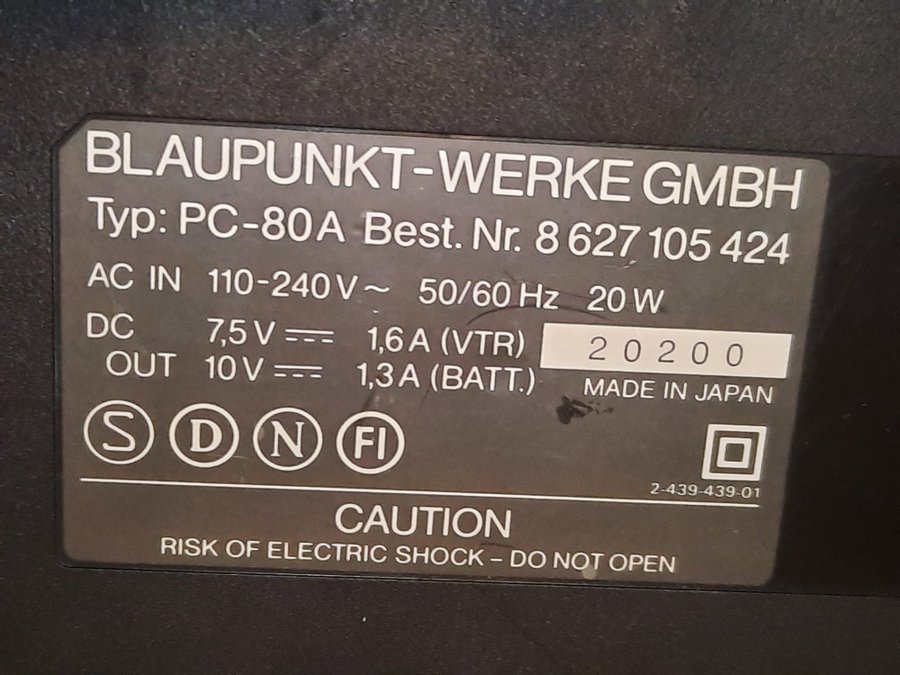 BLAUPUNKT-WERKE GMBH
Typ: PC-80A Best. Nr. 8 627 105 424
AC IN 110-240V ~ 50/60 Hz 20 W
DC 7,5 V ⎓ 1,6 A (VTR) 20200
OUT 10 V ⎓ 1,3 A (BATT.) MADE IN JAPAN
S D N FI
2-439-439-01
CAUTION
RISK OF ELECTRIC SHOCK – DO NOT OPEN